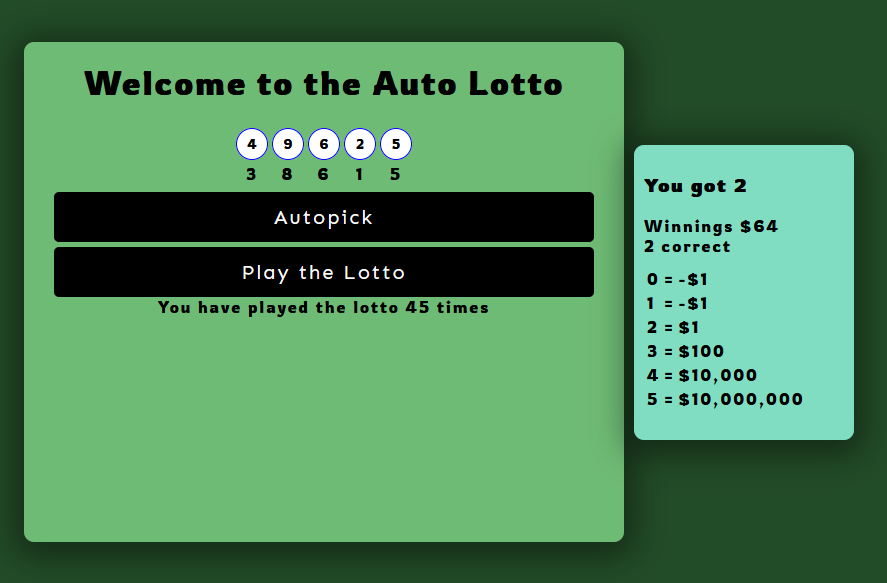 Welcome to the Auto Lotto
4 9 6 2 5
3 8 6 1 5
Autopick
Play the Lotto
You have played the lotto 45 times
You got 2
Winnings $64
2 correct
0 = -$1
1 = -$1
2 = $1
3 = $100
4 = $10,000
5 = $10,000,000